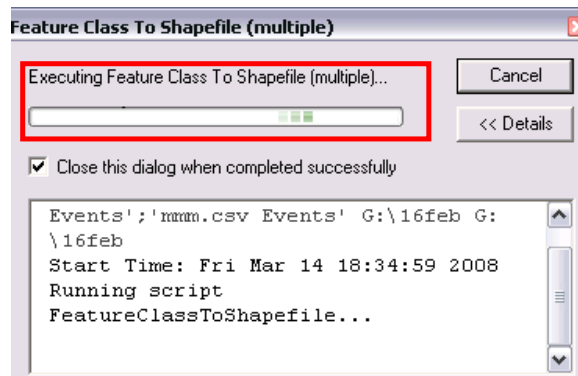 Feature Class To Shapefile (multiple)
Executing Feature Class To Shapefile (multiple)...
Cancel
<< Details
Close this dialog when completed successfully
Events';'mmm.csv Events' G:\16feb G:
\16feb
Start Time: Fri Mar 14 18:34:59 2008
Running script
FeatureClassToShapefile...